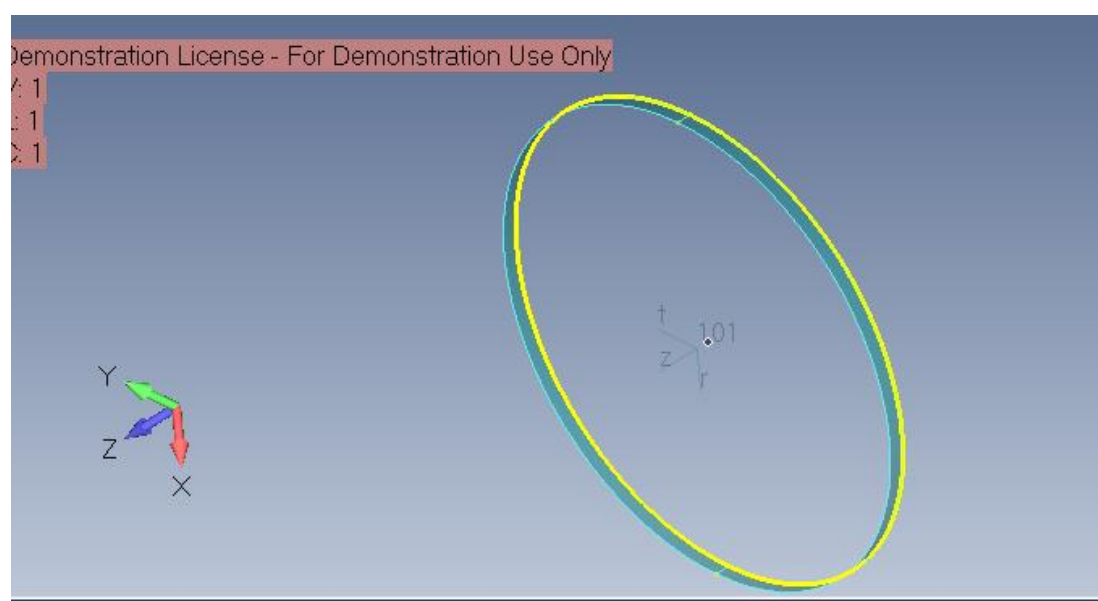 Demonstration License - For Demonstration Use Only
V: 1
L: 1
C: 1
t
101
z
r
Y
Z
X